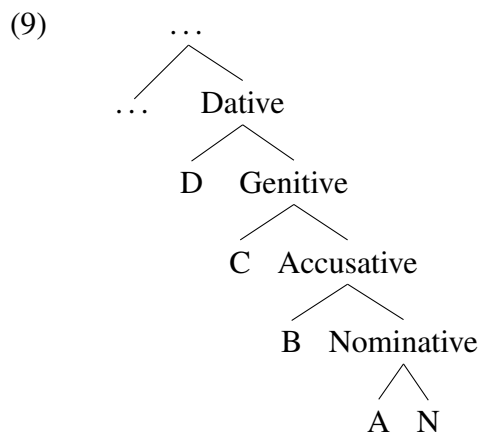 (9) ...
... Dative
D Genitive
C Accusative
B Nominative
A N